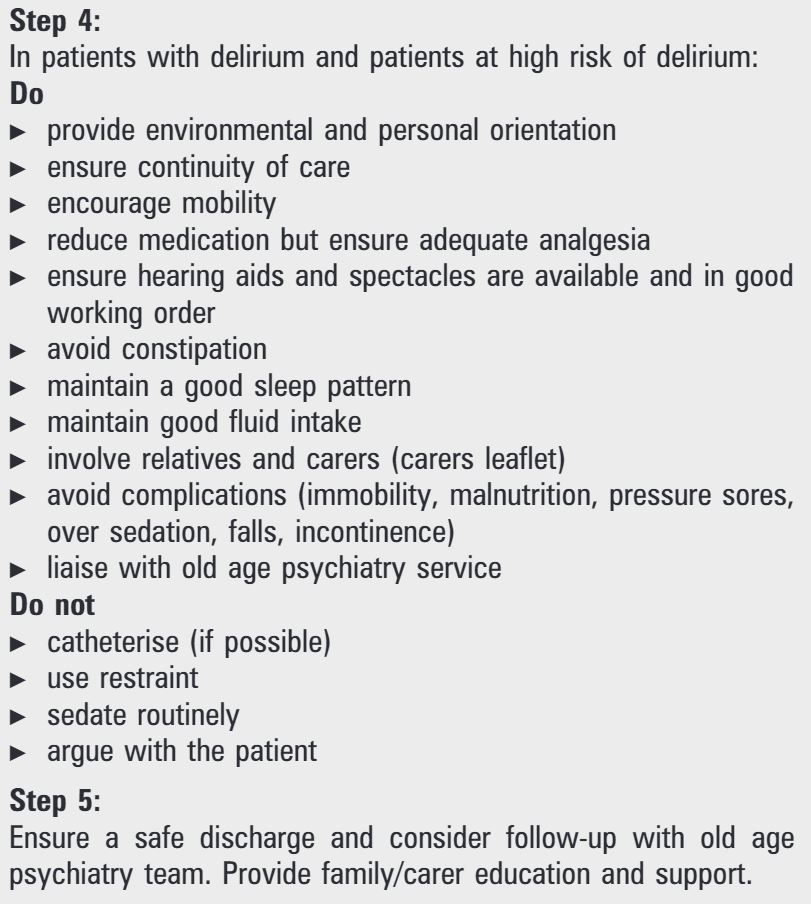 Step 4:
In patients with delirium and patients at high risk of delirium:
Do
► provide environmental and personal orientation
► ensure continuity of care
► encourage mobility
► reduce medication but ensure adequate analgesia
► ensure hearing aids and spectacles are available and in good
working order
► avoid constipation
► maintain a good sleep pattern
► maintain good fluid intake
► involve relatives and carers (carers leaflet)
► avoid complications (immobility, malnutrition, pressure sores,
over sedation, falls, incontinence)
► liaise with old age psychiatry service
Do not
► catheterise (if possible)
► use restraint
► sedate routinely
► argue with the patient
Step 5:
Ensure a safe discharge and consider follow-up with old age
psychiatry team. Provide family/carer education and support.